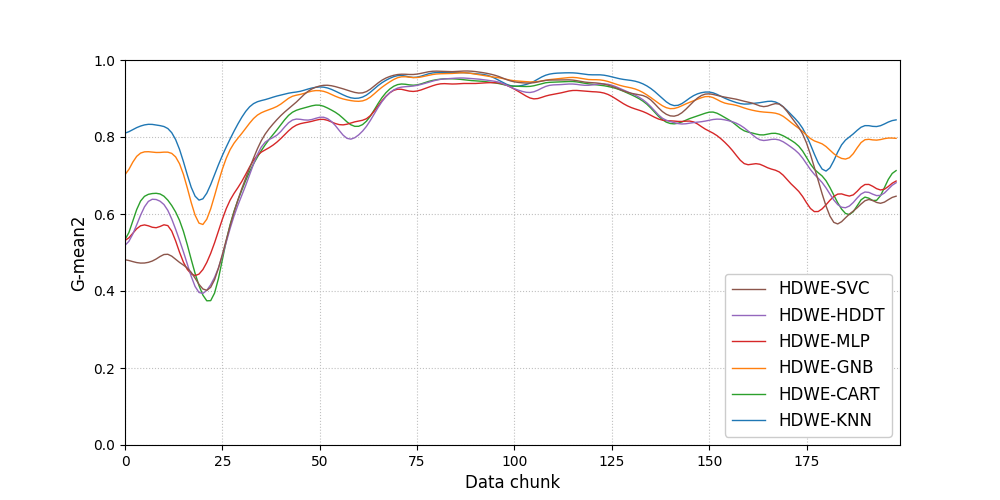 1.0
0.8
0.6
0.4
0.2
0.0
G-mean2
0 25 50 75 100 125 150 175
Data chunk
HDWE-SVC
HDWE-HDDT
HDWE-MLP
HDWE-GNB
HDWE-CART
HDWE-KNN